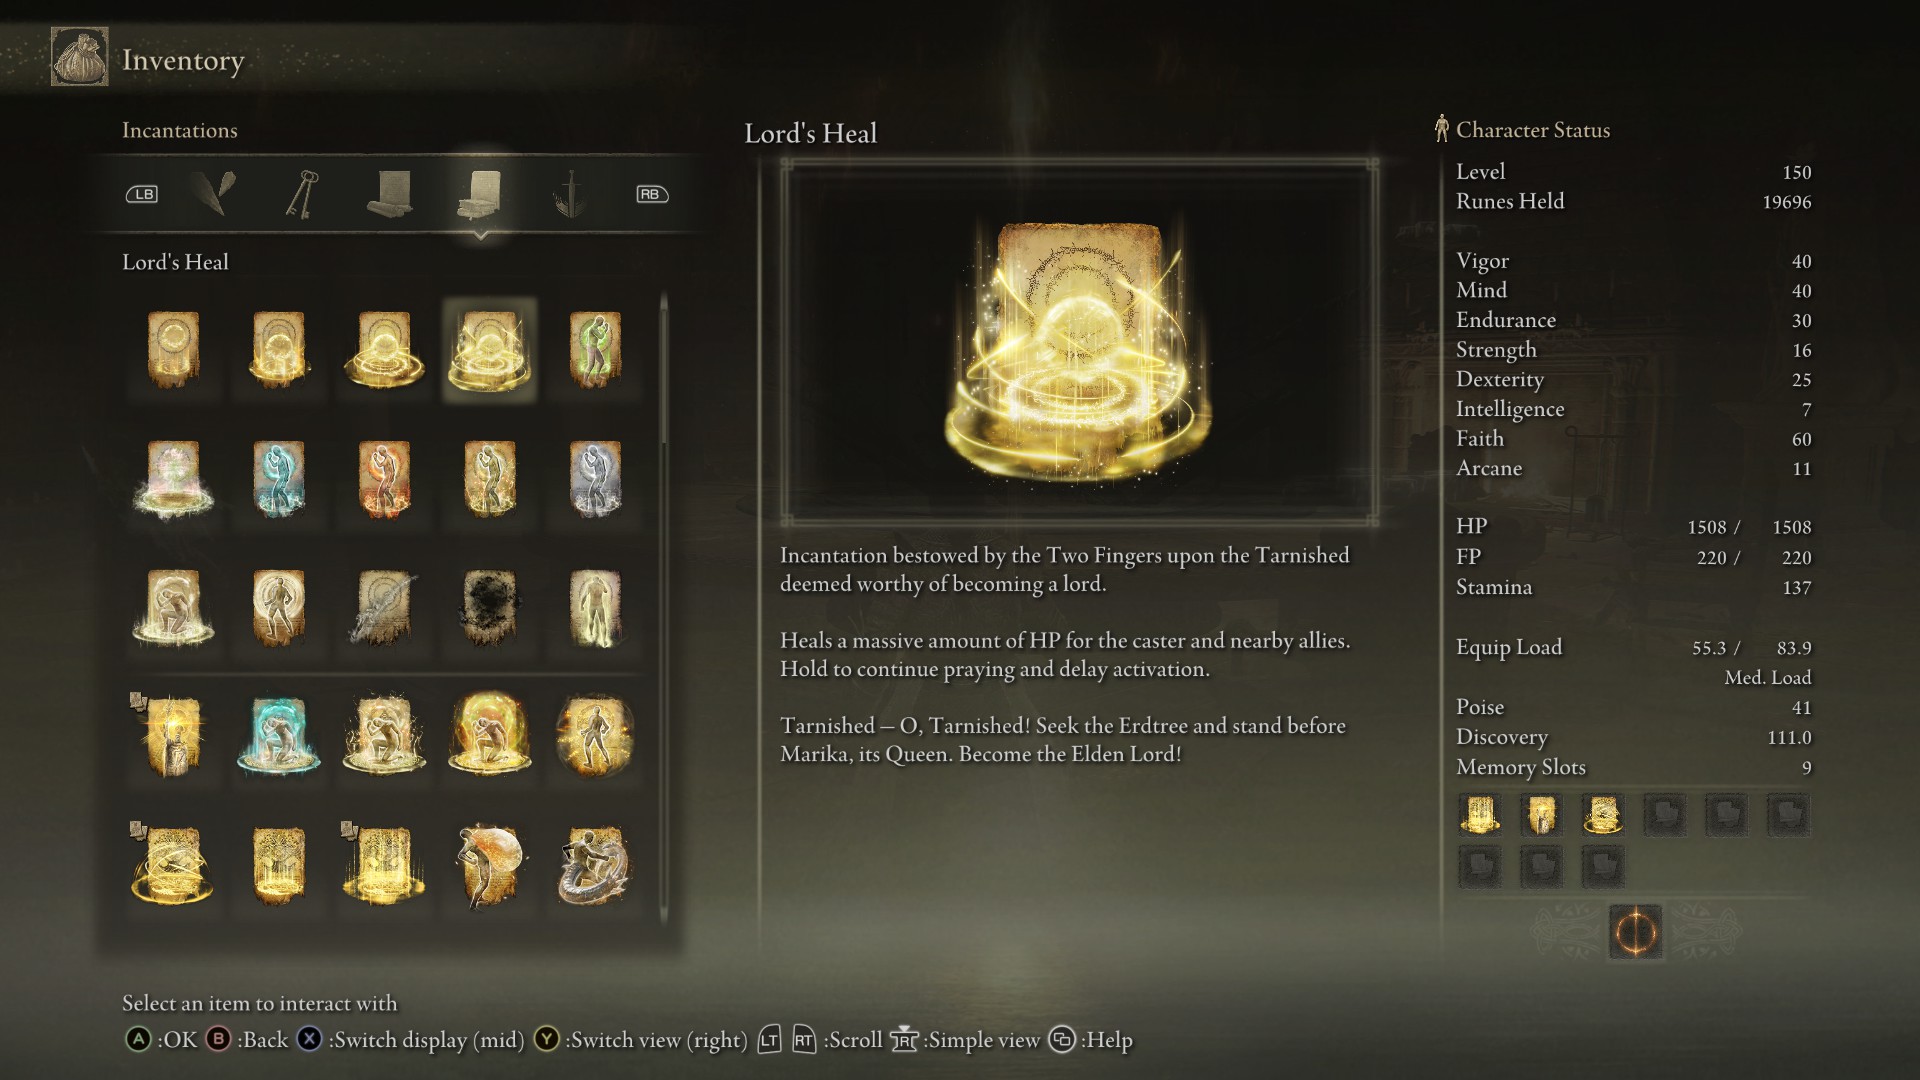 Inventory
Incantations
LB
RB
Lord's Heal
Lord's Heal
Incantation bestowed by the Two Fingers upon the Tarnished
deemed worthy of becoming a lord.
Heals a massive amount of HP for the caster and nearby allies.
Hold to continue praying and delay activation.
Tarnished — O, Tarnished! Seek the Erdtree and stand before
Marika, its Queen. Become the Elden Lord!
Character Status
Level 150
Runes Held 19696
Vigor 40
Mind 40
Endurance 30
Strength 16
Dexterity 25
Intelligence 7
Faith 60
Arcane 11
HP 1508 / 1508
FP 220 / 220
Stamina 137
Equip Load 55.3 / 83.9
Med. Load
Poise 41
Discovery 111.0
Memory Slots 9
Select an item to interact with
A :OK B :Back X :Switch display (mid) Y :Switch view (right) LT RT :Scroll R :Simple view :Help